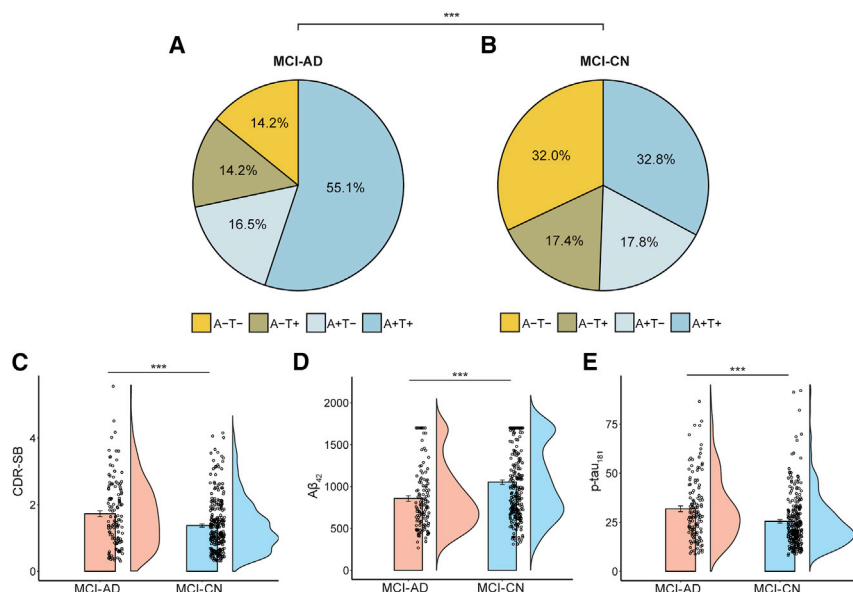 ***
A
B
MCI-AD
MCI-CN
14.2%
14.2%
16.5%
55.1%
32.0%
32.8%
17.4%
17.8%
A−T− A−T+ A+T− A+T+
A−T− A−T+ A+T− A+T+
C
***
CDR-SB
4
2
0
MCI-AD MCI-CN
D
***
Aβ42
2000
1500
1000
500
0
MCI-AD MCI-CN
E
***
p-tau181
75
50
25
0
MCI-AD MCI-CN